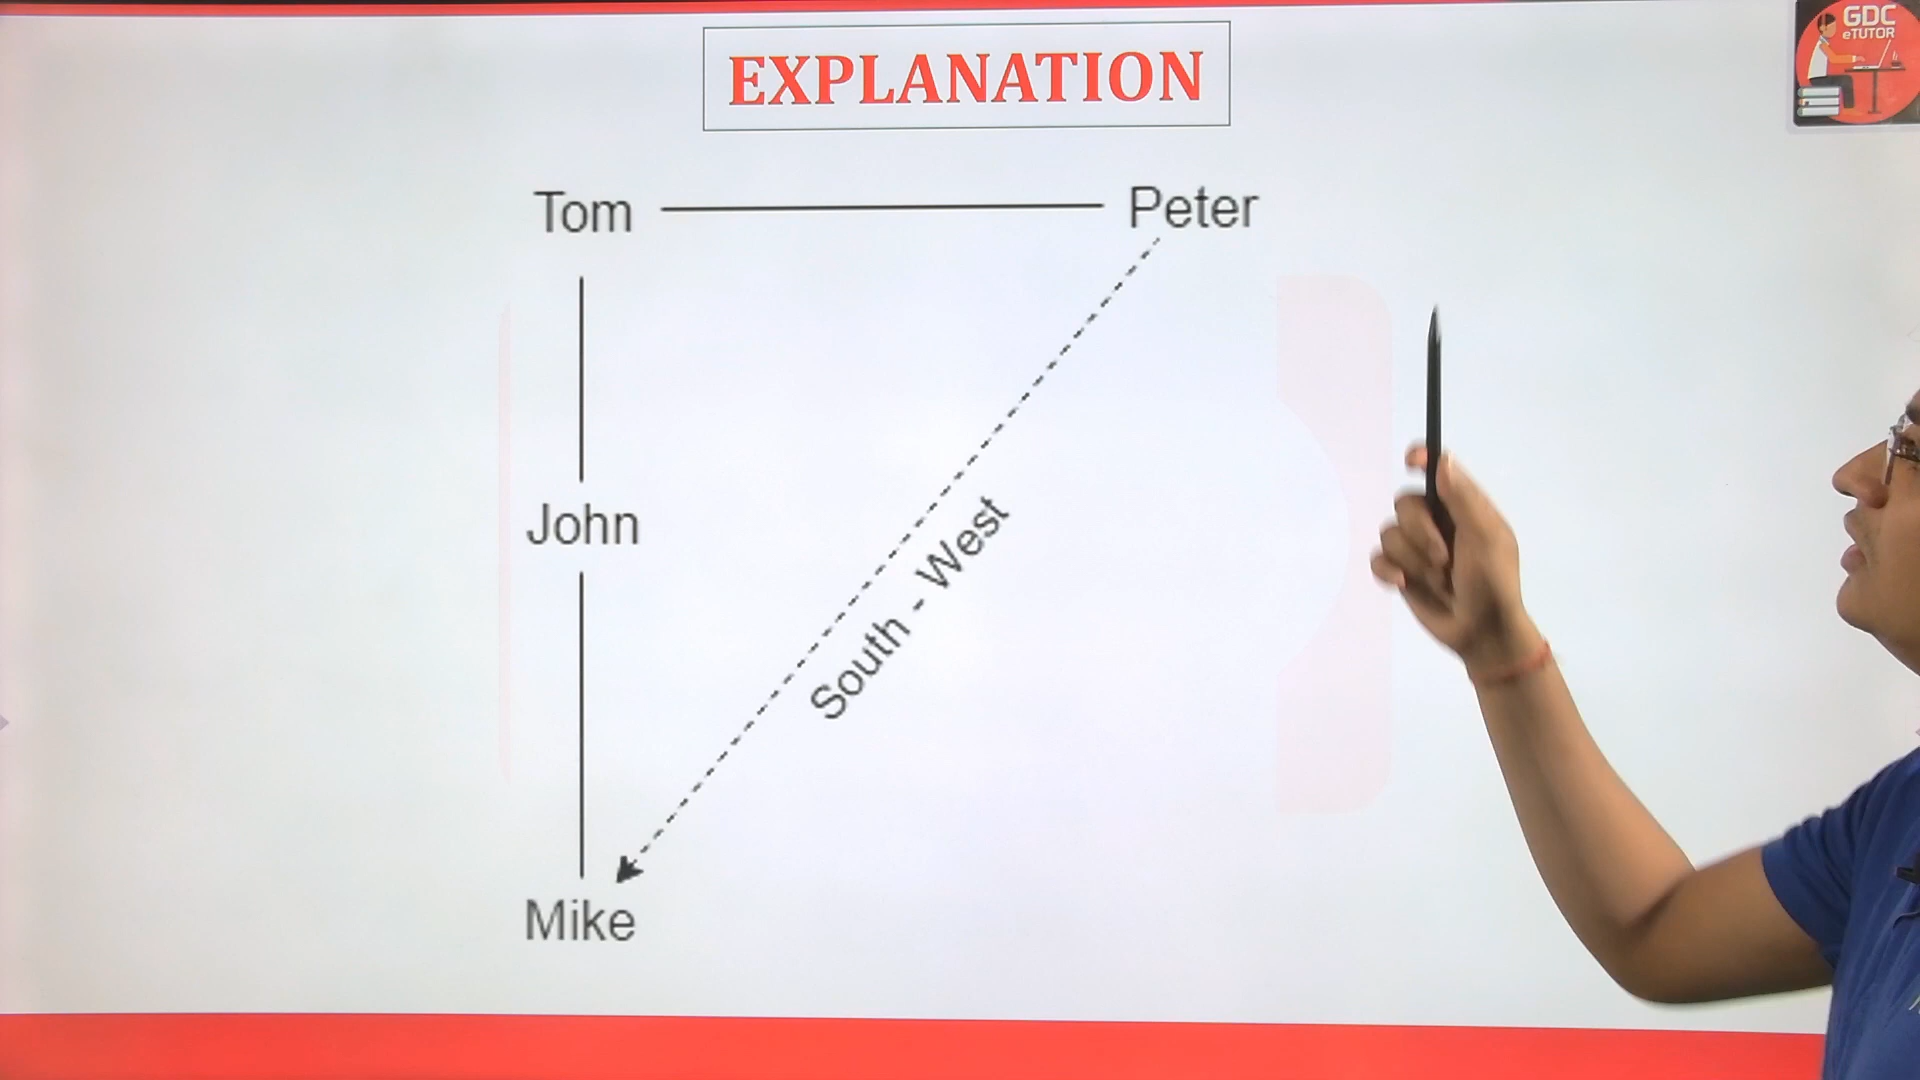 GDC
eTUTOR
EXPLANATION
Tom
Peter
John
South - West
Mike